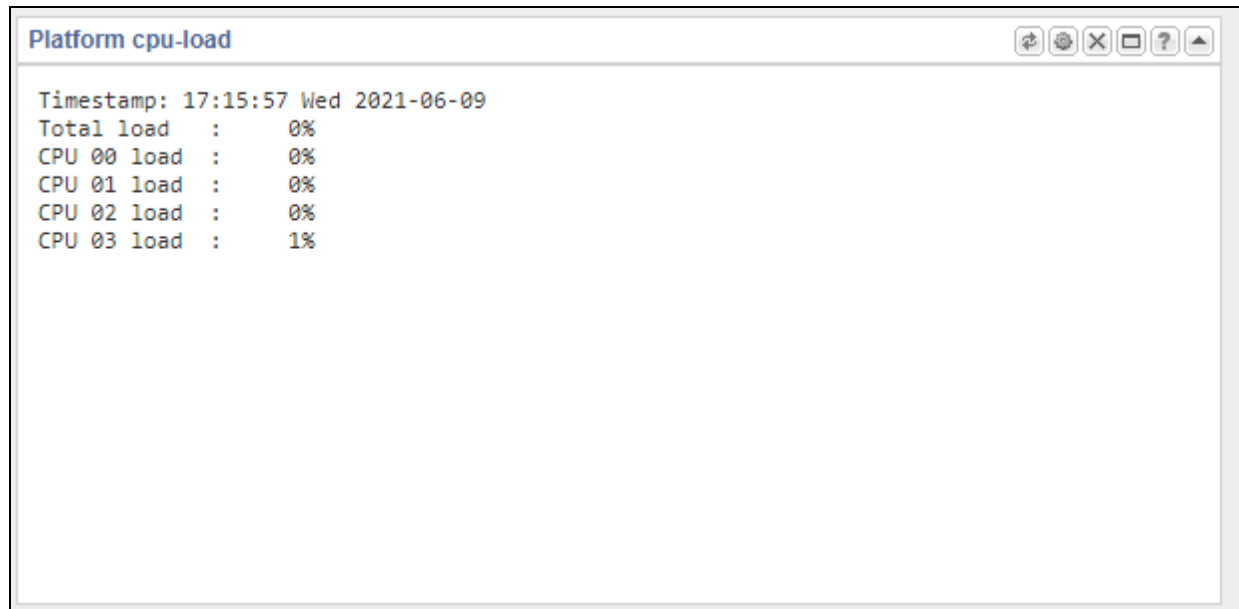 Platform cpu-load
?
Timestamp: 17:15:57 Wed 2021-06-09
Total load : 0%
CPU 00 load : 0%
CPU 01 load : 0%
CPU 02 load : 0%
CPU 03 load : 1%